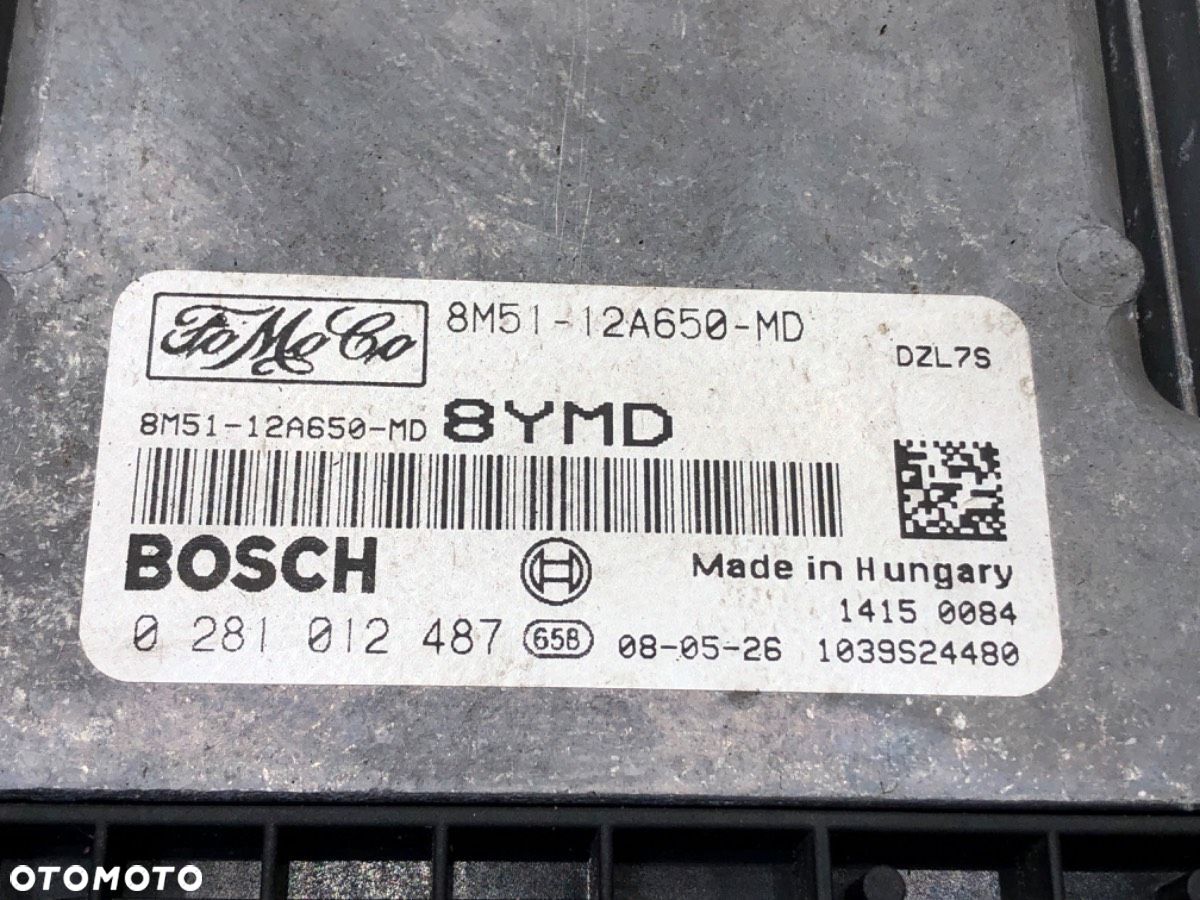 FoMoCo
8M51-12A650-MD
DZL7S
8M51-12A650-MD 8YMD
BOSCH
Made in Hungary
1415 0084
0 281 012 487 65B 08-05-26 1039S24480
OTOMOTO